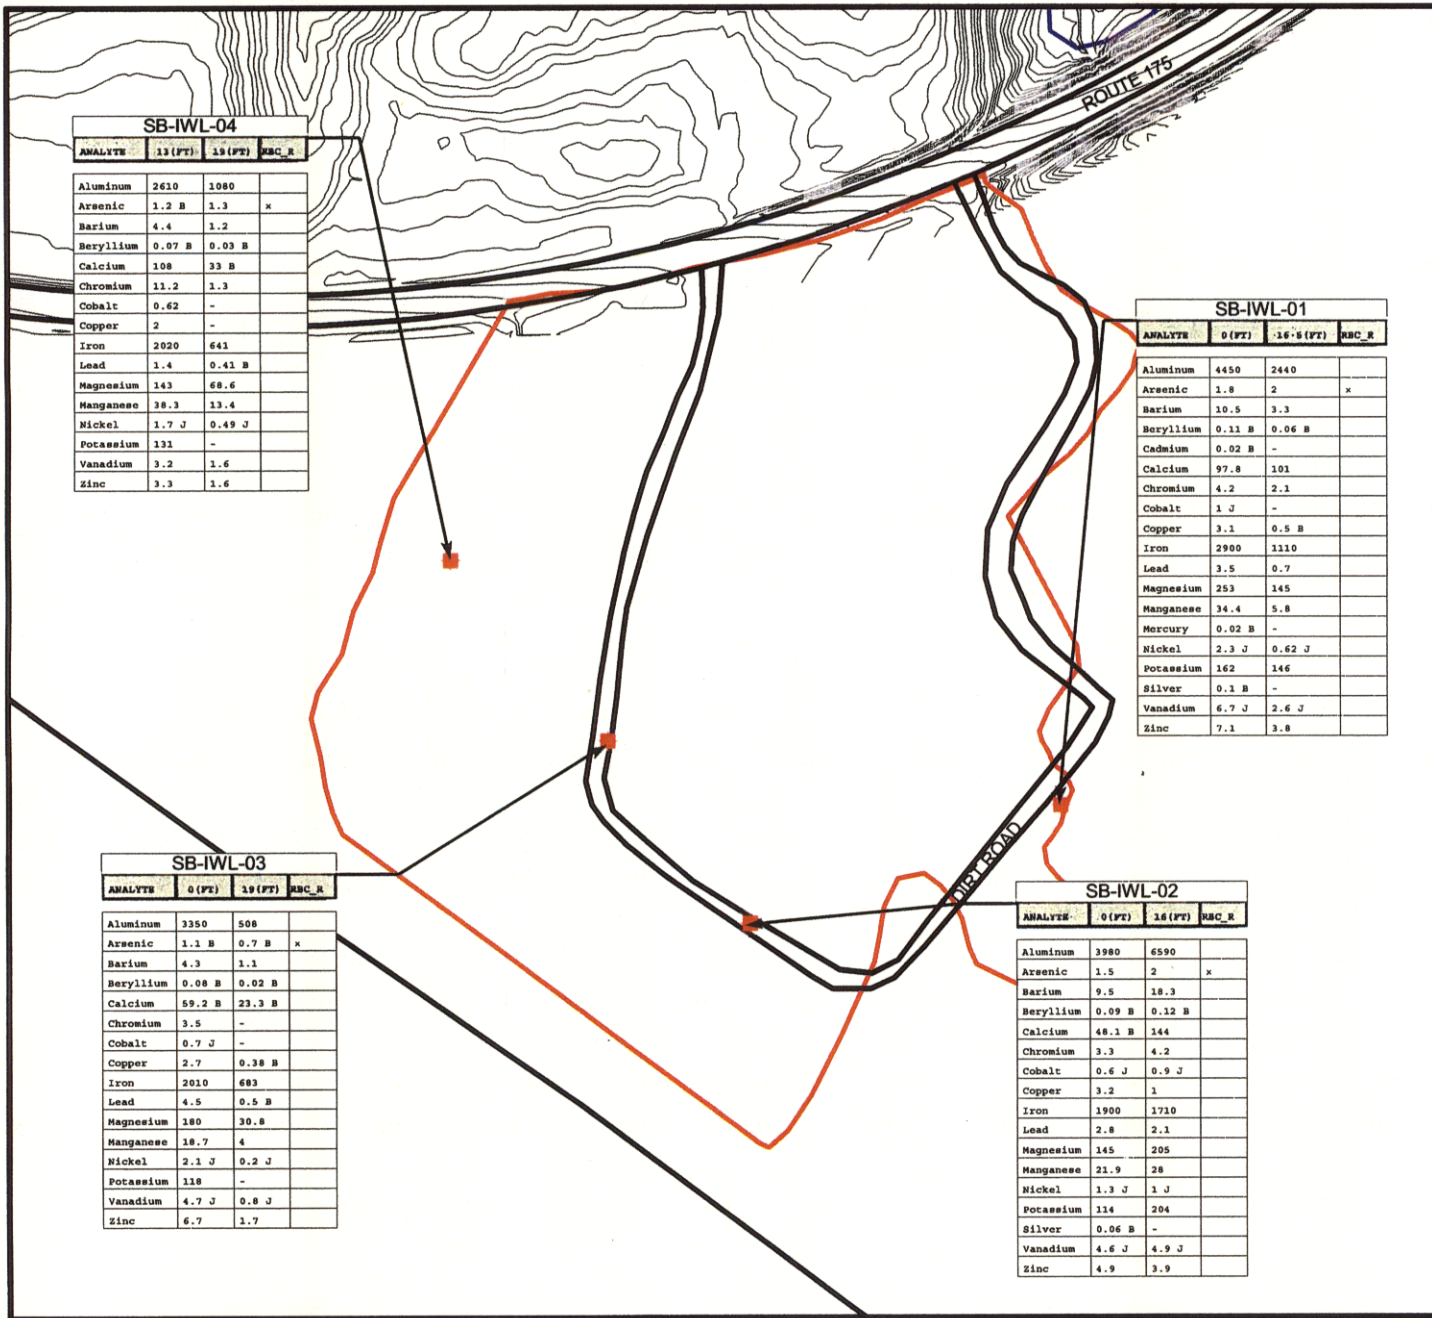 ROUTE 175
SB-IWL-04
ANALYTE 13(FT) 19(FT) RBC_R
Aluminum 2610 1080
Arsenic 1.2 B 1.3 x
Barium 4.4 1.2
Beryllium 0.07 B 0.03 B
Calcium 108 33 B
Chromium 11.2 1.3
Cobalt 0.62 -
Copper 2 -
Iron 2020 641
Lead 1.4 0.41 B
Magnesium 143 68.6
Manganese 38.3 13.4
Nickel 1.7 J 0.49 J
Potassium 131 -
Vanadium 3.2 1.6
Zinc 3.3 1.6
SB-IWL-01
ANALYTE 0(FT) 16.5(FT) RBC_R
Aluminum 4450 2440
Arsenic 1.8 2 x
Barium 10.5 3.3
Beryllium 0.11 B 0.06 B
Cadmium 0.02 B -
Calcium 97.8 101
Chromium 4.2 2.1
Cobalt 1 J -
Copper 3.1 0.5 B
Iron 2900 1110
Lead 3.5 0.7
Magnesium 253 145
Manganese 34.4 5.8
Mercury 0.02 B -
Nickel 2.3 J 0.62 J
Potassium 162 146
Silver 0.1 B -
Vanadium 6.7 J 2.6 J
Zinc 7.1 3.8
DIRT ROAD
SB-IWL-03
ANALYTE 0(FT) 19(FT) RBC_R
Aluminum 3350 508
Arsenic 1.1 B 0.7 B x
Barium 4.3 1.1
Beryllium 0.08 B 0.02 B
Calcium 59.2 B 23.3 B
Chromium 3.5 -
Cobalt 0.7 J -
Copper 2.7 0.38 B
Iron 2010 683
Lead 4.5 0.5 B
Magnesium 180 30.8
Manganese 18.7 4
Nickel 2.1 J 0.2 J
Potassium 118 -
Vanadium 4.7 J 0.8 J
Zinc 6.7 1.7
SB-IWL-02
ANALYTE 0(FT) 16(FT) RBC_R
Aluminum 3980 6590
Arsenic 1.5 2 x
Barium 9.5 18.3
Beryllium 0.09 B 0.12 B
Calcium 48.1 B 144
Chromium 3.3 4.2
Cobalt 0.6 J 0.9 J
Copper 3.2 1
Iron 1900 1710
Lead 2.8 2.1
Magnesium 145 205
Manganese 21.9 28
Nickel 1.3 J 1 J
Potassium 114 204
Silver 0.06 B -
Vanadium 4.6 J 4.9 J
Zinc 4.9 3.9